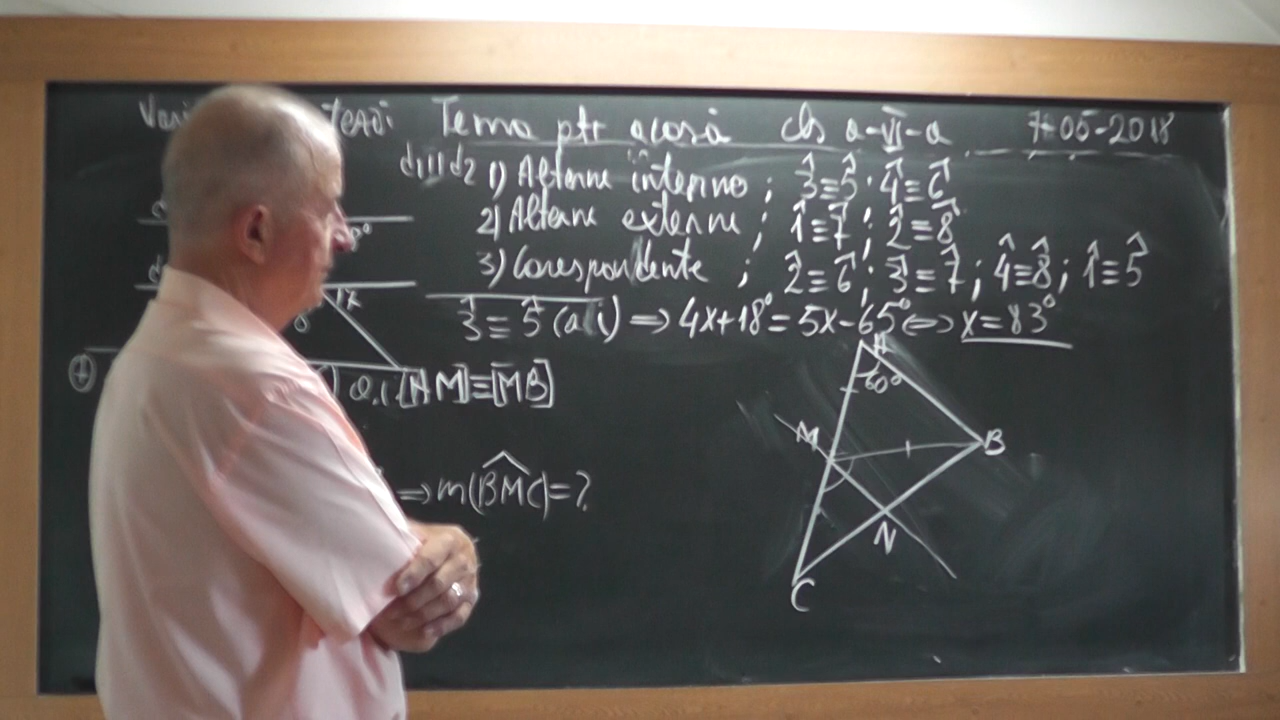 Tema ptr acasă cls a-VI-a 7-05-2018
d1 || d2 1) Alterne interne ; 3̂ ≡ 5̂ ; 4̂ ≡ 6̂
2) Alterne externe ; 1̂ ≡ 7̂ ; 2̂ ≡ 8̂
3) Corespondente ; 2̂ ≡ 6̂ ; 3̂ ≡ 7̂ ; 4̂ ≡ 8̂ ; 1̂ ≡ 5̂
3̂ ≡ 5̂ (a i) ⇒ 4x+18° = 5x-65° ⇔ x = 83°
[AM] ≡ [MB]
⇒ m(BM̂C) = ?
A
60°
M
B
N
C